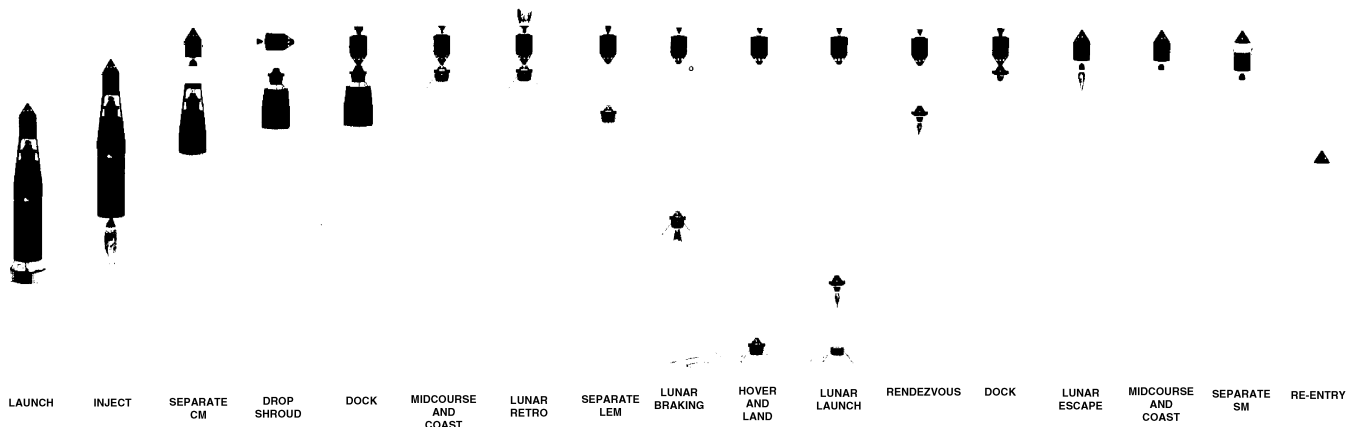 LAUNCH
INJECT
SEPARATE
CM
DROP
SHROUD
DOCK
MIDCOURSE
AND
COAST
LUNAR
RETRO
SEPARATE
LEM
LUNAR
BRAKING
HOVER
AND
LAND
LUNAR
LAUNCH
RENDEZVOUS
DOCK
LUNAR
ESCAPE
MIDCOURSE
AND
COAST
SEPARATE
SM
RE-ENTRY